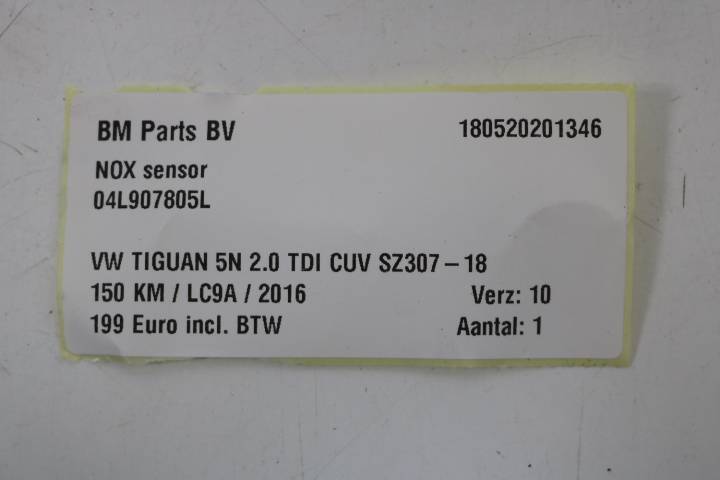 BM Parts BV 180520201346
NOX sensor
04L907805L
VW TIGUAN 5N 2.0 TDI CUV SZ307-18
150 KM / LC9A / 2016 Verz: 10
199 Euro incl. BTW Aantal: 1